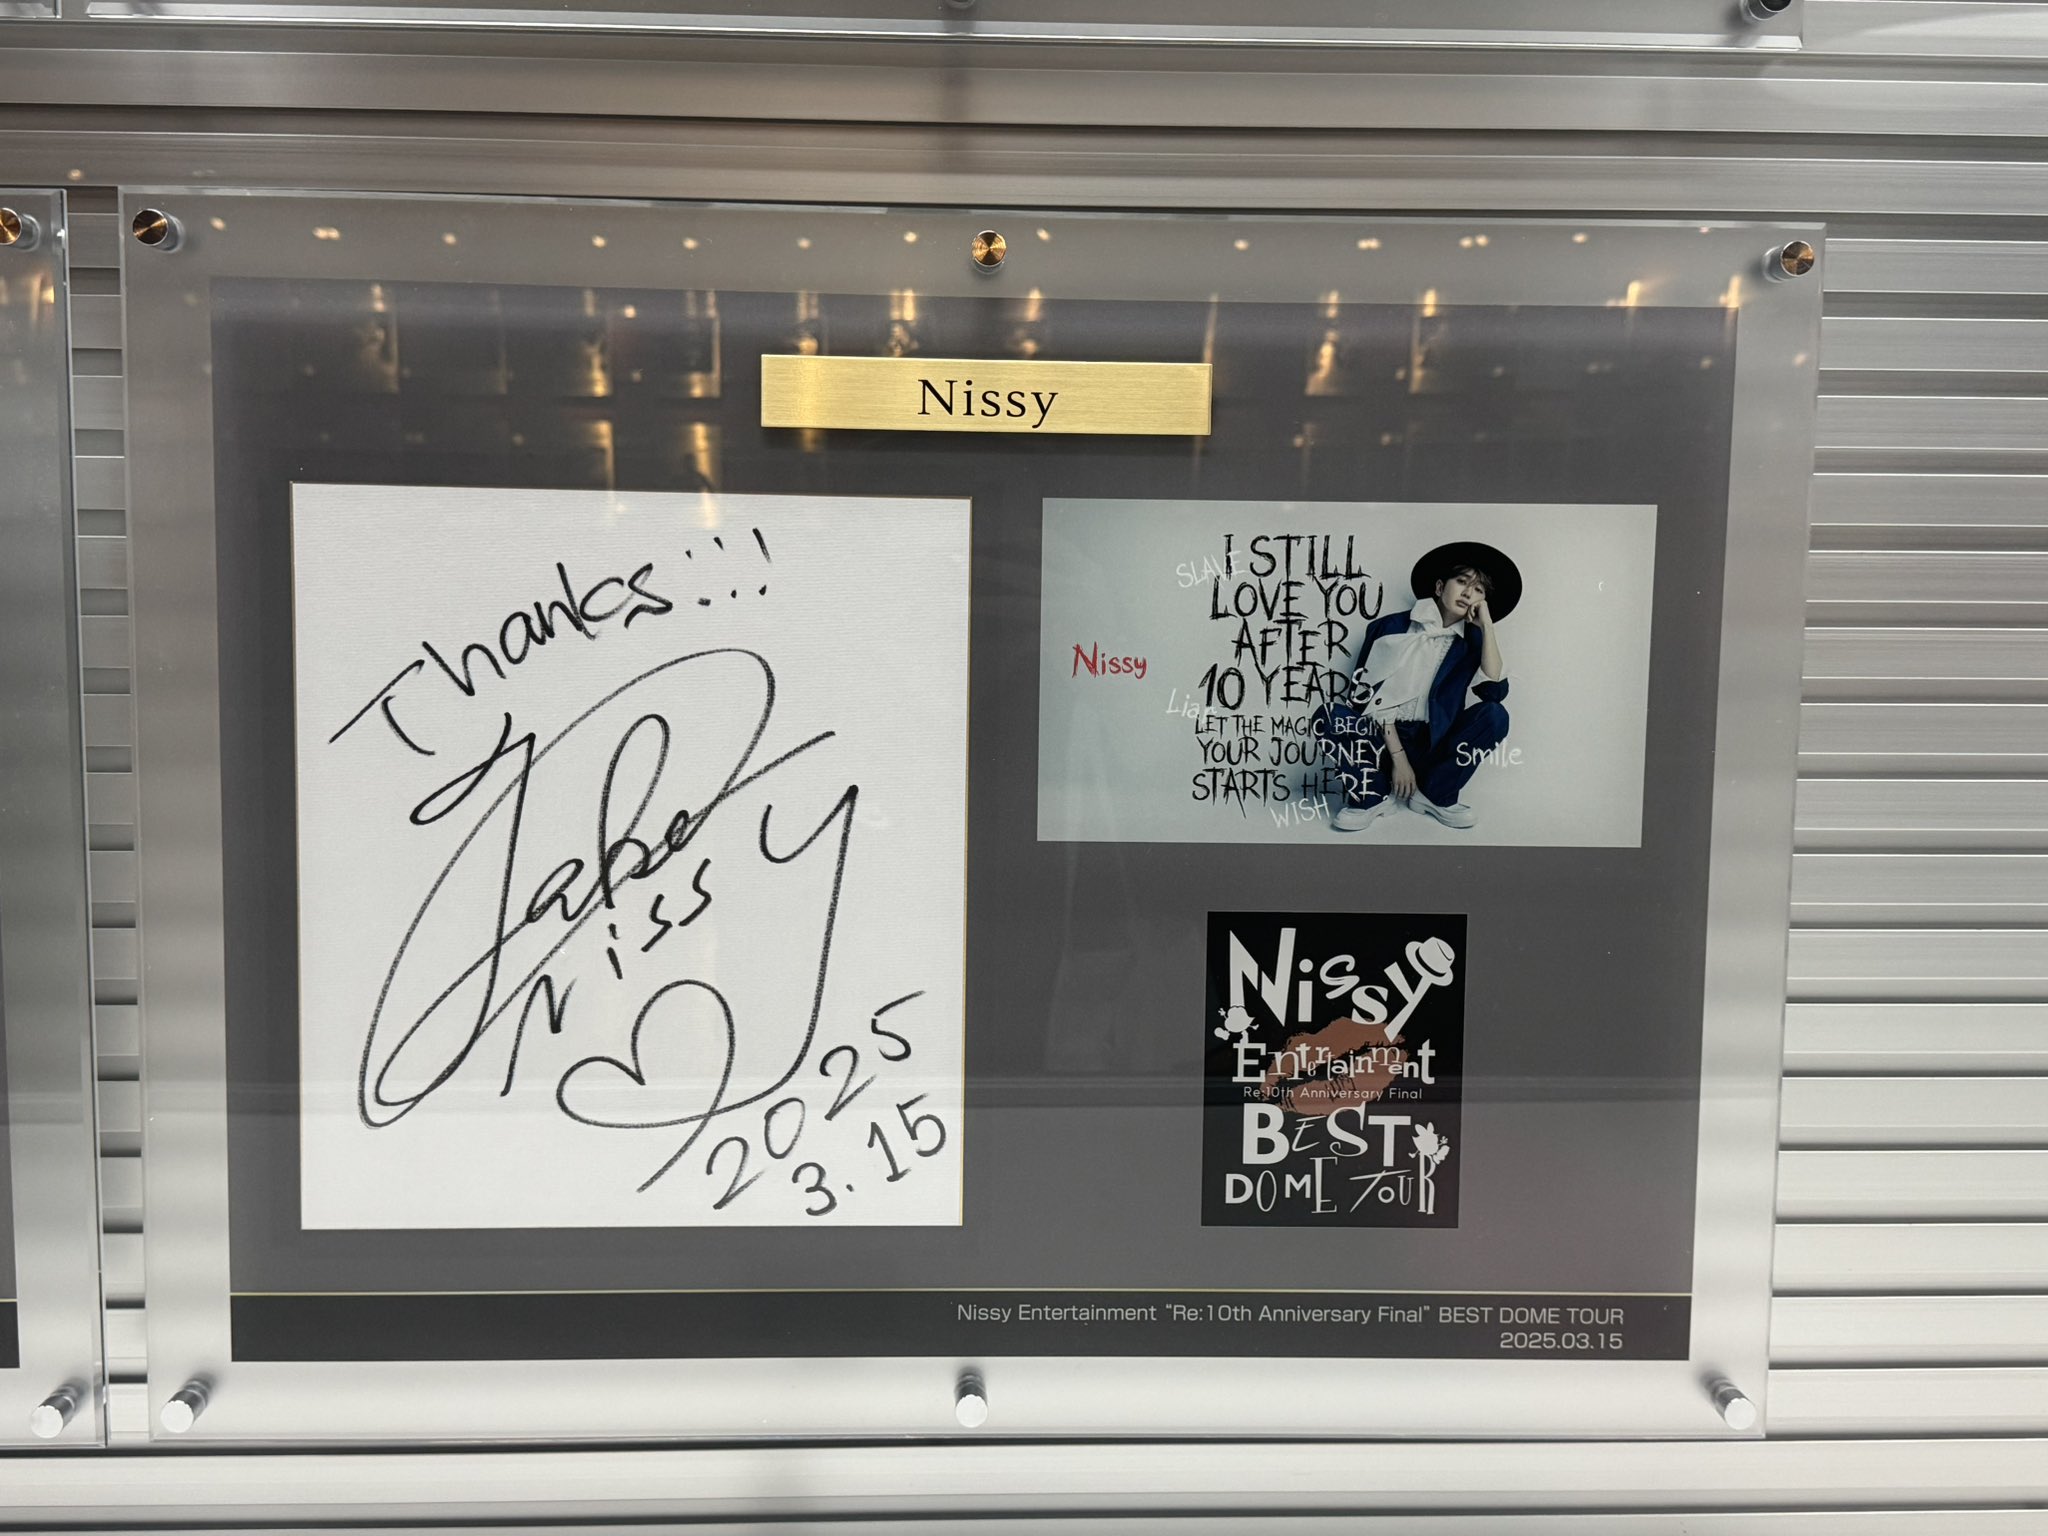 Nissy
Thanks!!!
Nissy
2025
3.15
SLAVE
I STILL
LOVE YOU
AFTER
10 YEARS.
LET THE MAGIC BEGIN.
YOUR JOURNEY
STARTS HERE.
Nissy
Lian
Smile
WISH
Nissy
Entertainment
Re:10th Anniversary Final
BEST
DOME TOUR
Nissy Entertainment “Re:10th Anniversary Final” BEST DOME TOUR
2025.03.15